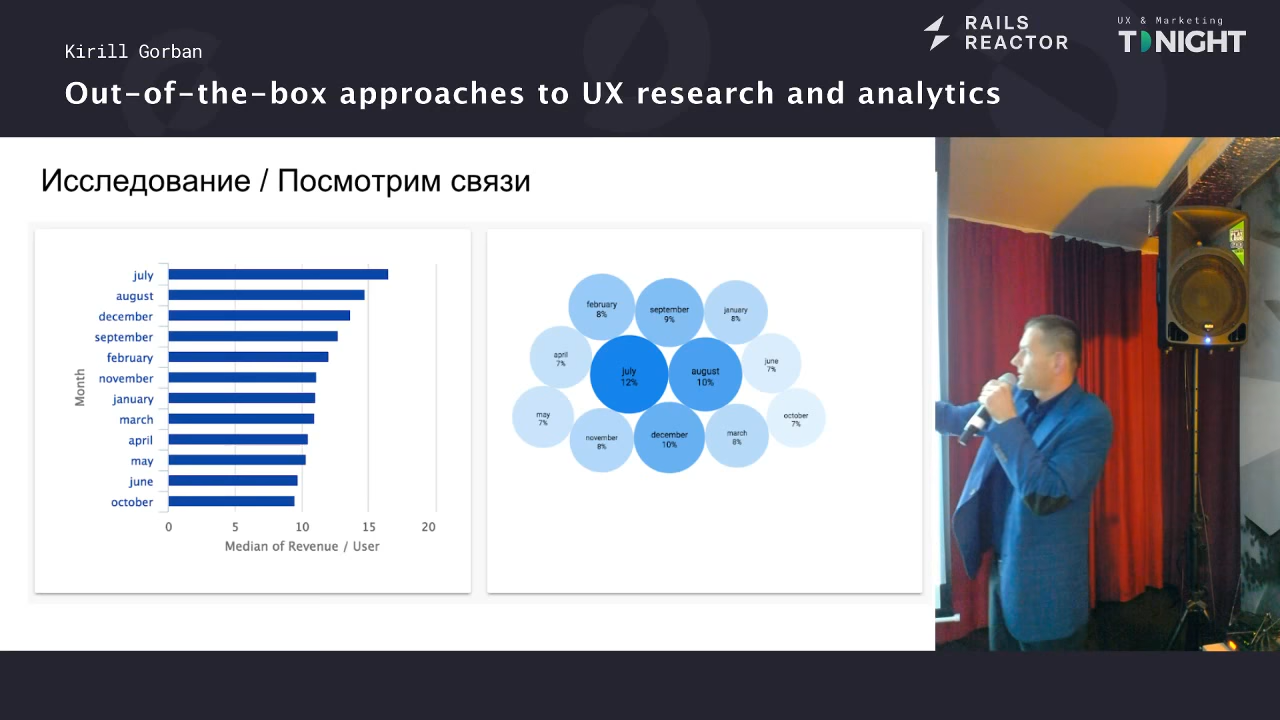 Kirill Gorban
Out-of-the-box approaches to UX research and analytics
RAILS
REACTOR
UX & Marketing
TONIGHT
Исследование / Посмотрим связи
Month
july
august
december
september
february
november
january
march
april
may
june
october
0 5 10 15 20
Median of Revenue / User
february
8%
september
9%
january
8%
april
7%
july
12%
august
10%
june
7%
may
7%
november
8%
december
10%
march
8%
october
7%